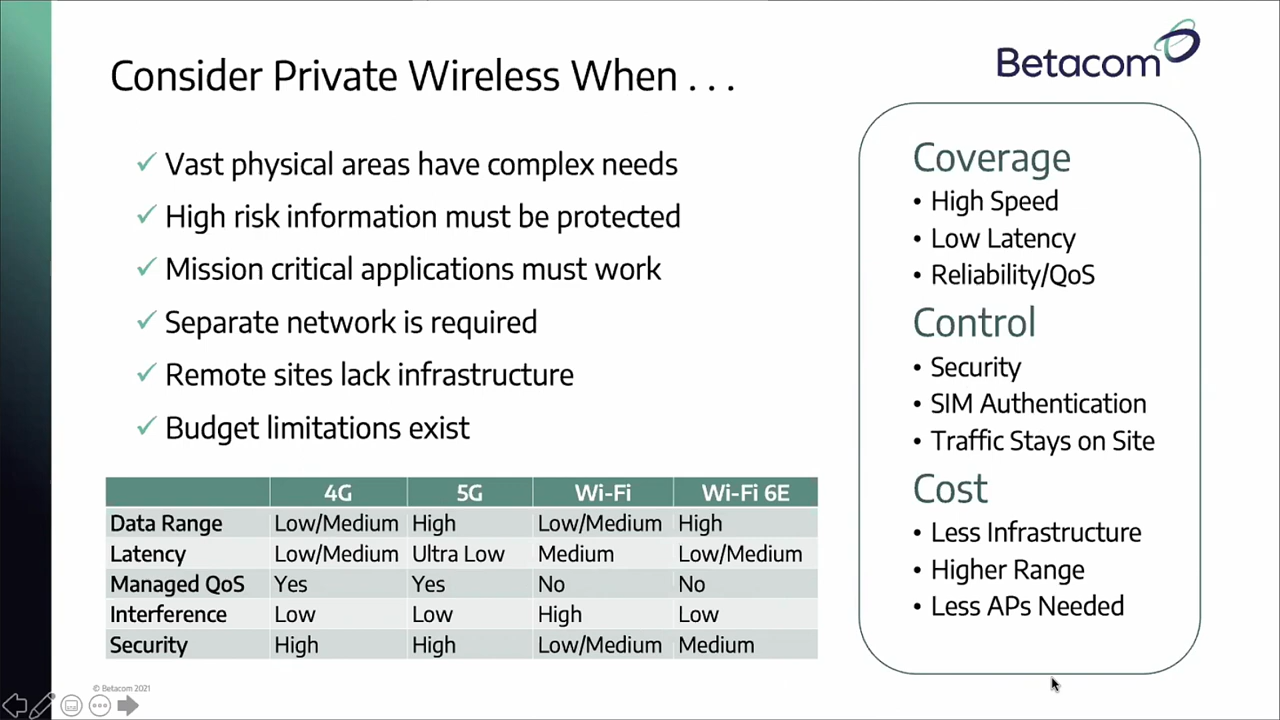 Consider Private Wireless When . . .
Betacom
Vast physical areas have complex needs
High risk information must be protected
Mission critical applications must work
Separate network is required
Remote sites lack infrastructure
Budget limitations exist
4G 5G Wi-Fi Wi-Fi 6E
Data Range Low/Medium High Low/Medium High
Latency Low/Medium Ultra Low Medium Low/Medium
Managed QoS Yes Yes No No
Interference Low Low High Low
Security High High Low/Medium Medium
Coverage
• High Speed
• Low Latency
• Reliability/QoS
Control
• Security
• SIM Authentication
• Traffic Stays on Site
Cost
• Less Infrastructure
• Higher Range
• Less APs Needed
© Betacom 2021